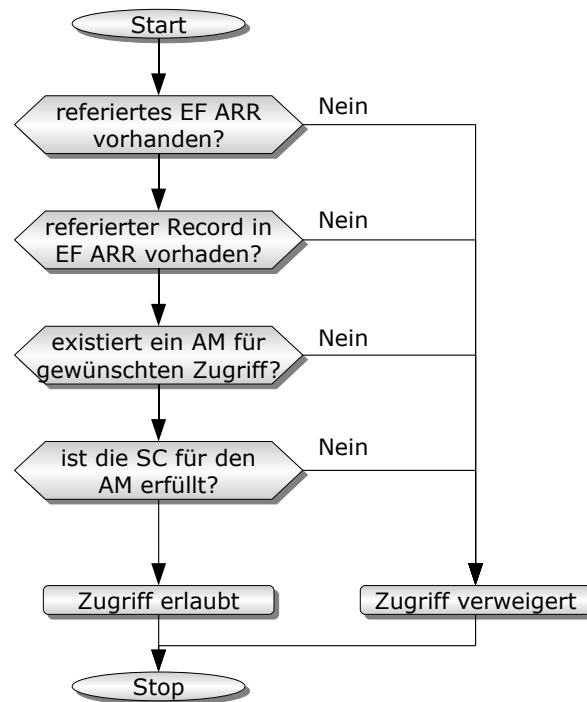 Start
referiertes EF ARR
vorhanden?
Nein
referierter Record in
EF ARR vorhaden?
Nein
existiert ein AM für
gewünschten Zugriff?
Nein
ist die SC für den
AM erfüllt?
Nein
Zugriff erlaubt
Zugriff verweigert
Stop